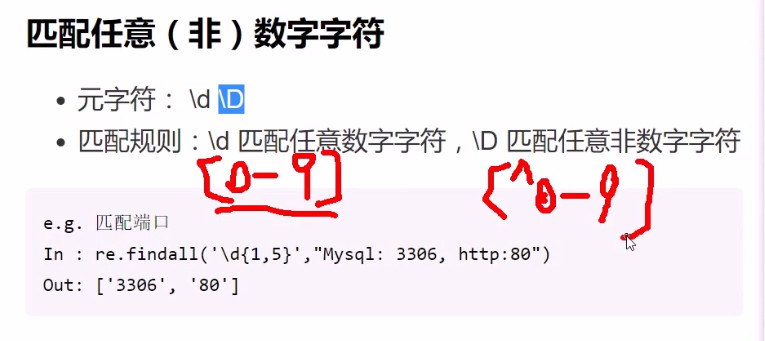 匹配任意（非）数字字符
元字符： \d \D
匹配规则：\d 匹配任意数字字符，\D 匹配任意非数字字符
[0-9] [^0-9]
e.g. 匹配端口
In : re.findall('\d{1,5}',"Mysql: 3306, http:80")
Out: ['3306', '80']